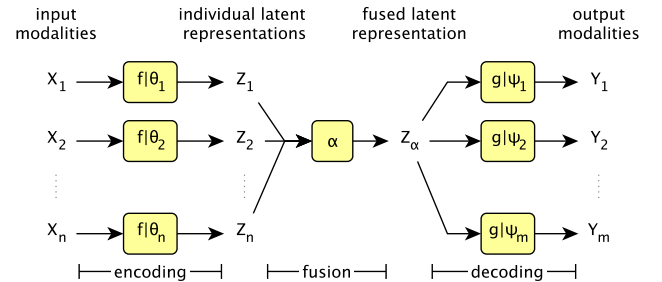 input modalities
individual latent representations
fused latent representation
output modalities
X₁ f|θ₁ Z₁ g|ψ₁ Y₁
X₂ f|θ₂ Z₂ α Zα g|ψ₂ Y₂
Xₙ f|θₙ Zₙ g|ψₘ Yₘ
encoding fusion decoding